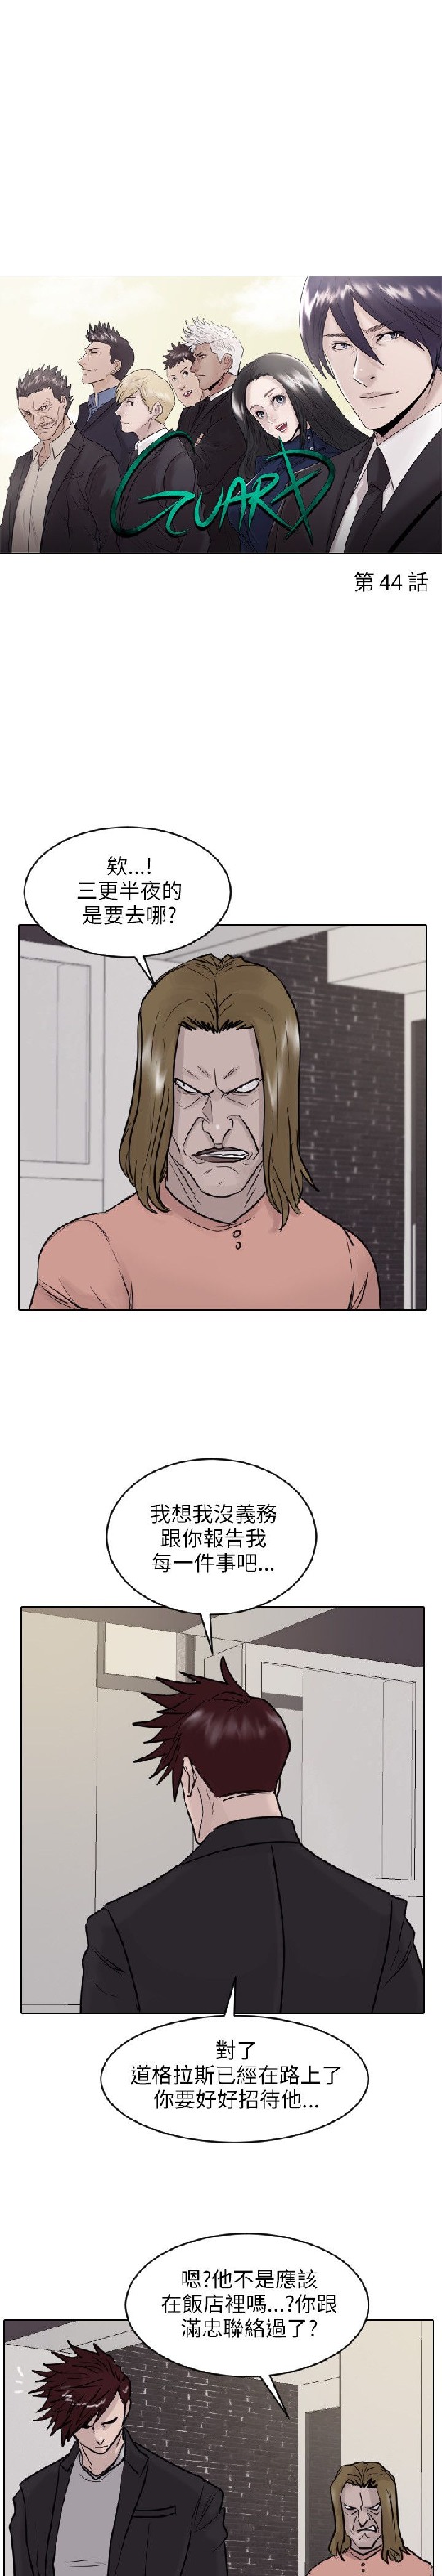 GUARD
第 44 話
欸...!
三更半夜的
是要去哪?
我想我沒義務
跟你報告我
每一件事吧...
對了
道格拉斯已經在路上了
你要好好招待他...
嗯?他不是應該
在飯店裡嗎...?你跟
滿忠聯絡過了?